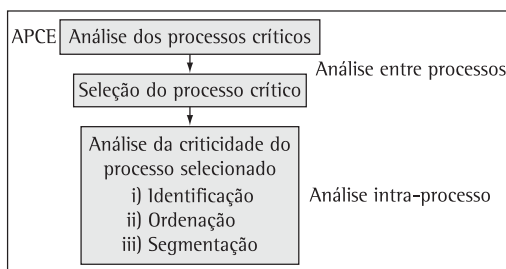 APCE
Análise dos processos críticos
Análise entre processos
Seleção do processo crítico
Análise da criticidade do
processo selecionado
i) Identificação
ii) Ordenação
iii) Segmentação
Análise intra-processo